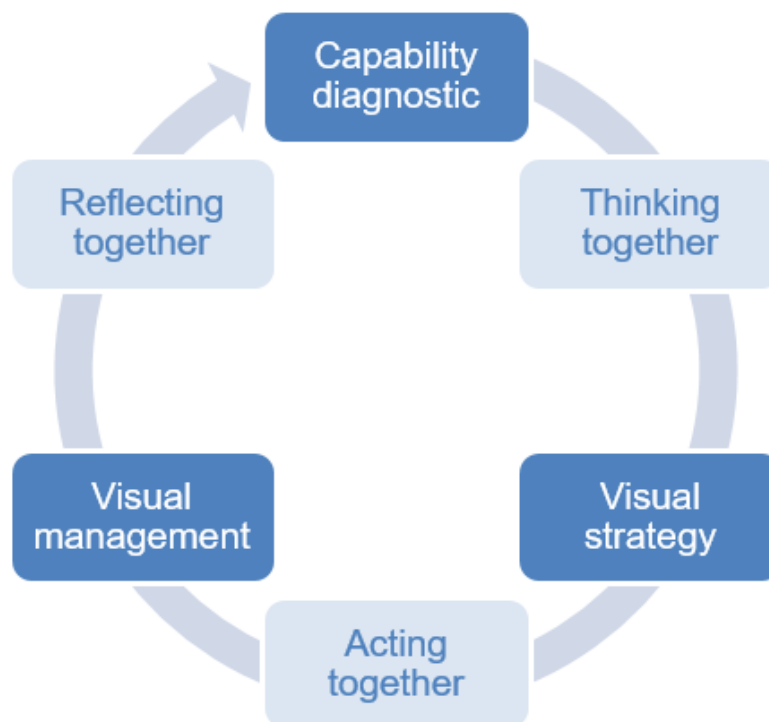 Capability
diagnostic
Thinking
together
Visual
strategy
Acting
together
Visual
management
Reflecting
together